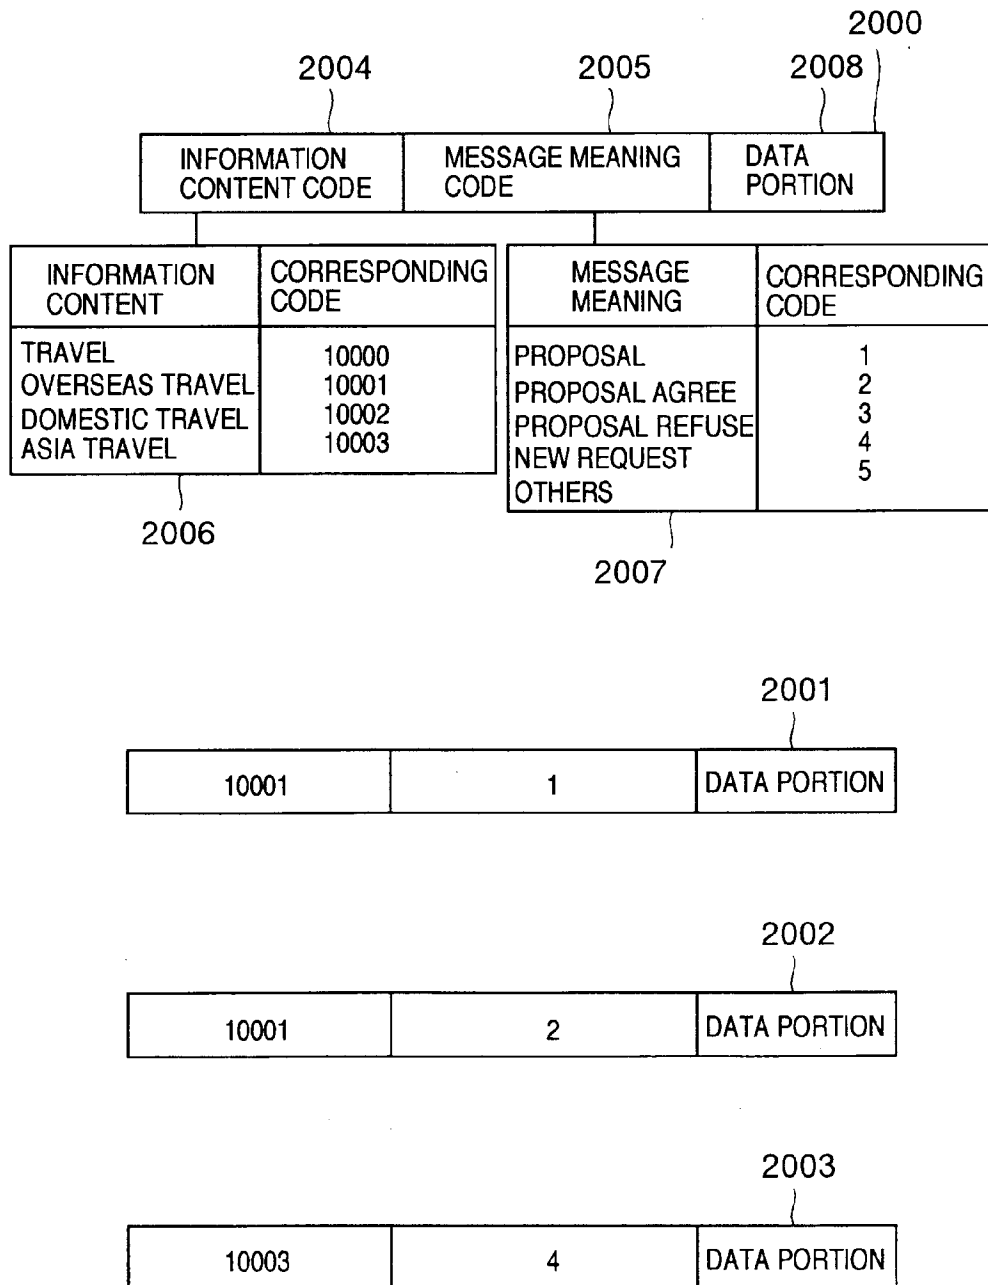 2000
2004 2005 2008
INFORMATION CONTENT CODE MESSAGE MEANING CODE DATA PORTION
INFORMATION CONTENT CORRESPONDING CODE
TRAVEL 10000
OVERSEAS TRAVEL 10001
DOMESTIC TRAVEL 10002
ASIA TRAVEL 10003
2006
MESSAGE MEANING CORRESPONDING CODE
PROPOSAL 1
PROPOSAL AGREE 2
PROPOSAL REFUSE 3
NEW REQUEST 4
OTHERS 5
2007
2001
10001 1 DATA PORTION
2002
10001 2 DATA PORTION
2003
10003 4 DATA PORTION